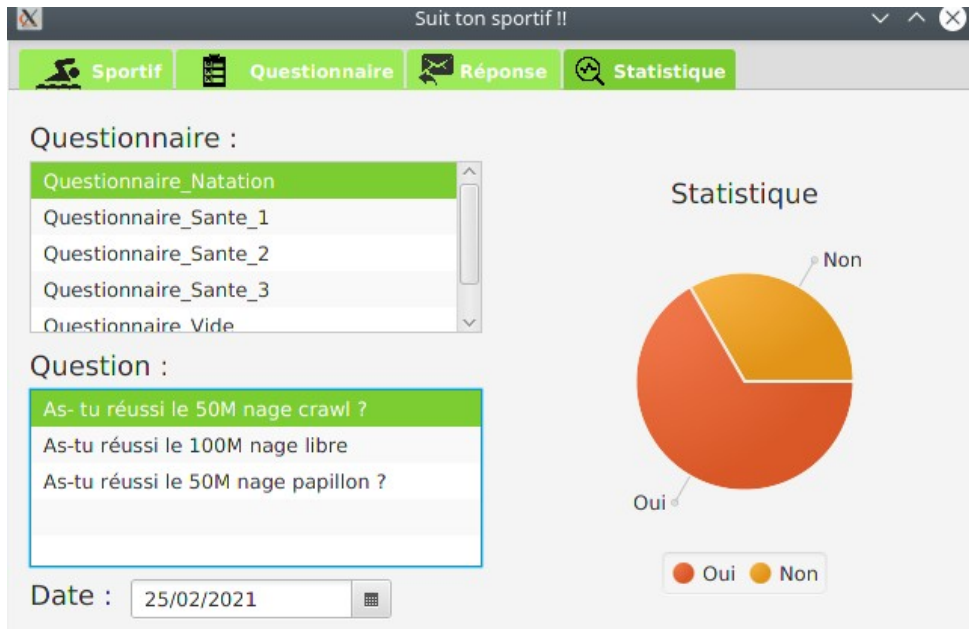 Suit ton sportif !!
Sportif Questionnaire Réponse Statistique
Questionnaire :
Questionnaire_Natation
Questionnaire_Sante_1
Questionnaire_Sante_2
Questionnaire_Sante_3
Questionnaire_Vide
Question :
As- tu réussi le 50M nage crawl ?
As-tu réussi le 100M nage libre
As-tu réussi le 50M nage papillon ?
Date : 25/02/2021
Statistique
Non
Oui
Oui Non